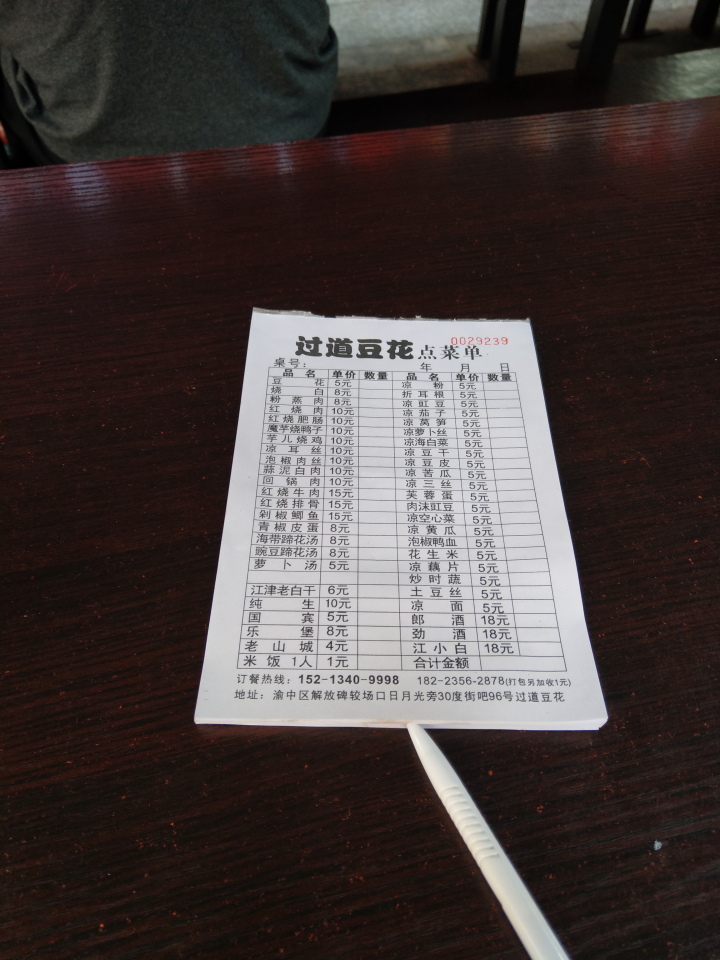 过道豆花点菜单 0029239
桌号: 年 月 日
品名 单价 数量 品名 单价 数量
豆花 5元 凉粉 5元
烧白 8元 折耳根 5元
粉蒸肉 8元 凉豇豆 5元
红烧肉 10元 凉茄子 5元
红烧肥肠 10元 凉莴笋 5元
魔芋烧鸭子 10元 凉萝卜丝 5元
芋儿烧鸡 10元 凉海白菜 5元
凉耳丝 10元 凉豆干 5元
泡椒肉丝 10元 凉豆皮 5元
蒜泥白肉 10元 凉苦瓜 5元
回锅肉 10元 凉三丝 5元
红烧牛肉 15元 芙蓉蛋 5元
红烧排骨 15元 肉沫豇豆 5元
剁椒鲫鱼 15元 凉空心菜 5元
青椒皮蛋 8元 凉黄瓜 5元
海带蹄花汤 8元 泡椒鸭血 5元
豌豆蹄花汤 8元 花生米 5元
萝卜汤 5元 凉藕片 5元
炒时蔬 5元
江津老白干 6元 土豆丝 5元
纯生 10元 凉面 5元
国宾 5元 郎酒 18元
乐堡 8元 劲酒 18元
老山城 4元 江小白 18元
米饭1人 1元 合计金额
订餐热线: 152-1340-9998 182-2356-2878(打包另加收1元)
地址: 渝中区解放碑较场口日月光旁30度街吧96号过道豆花